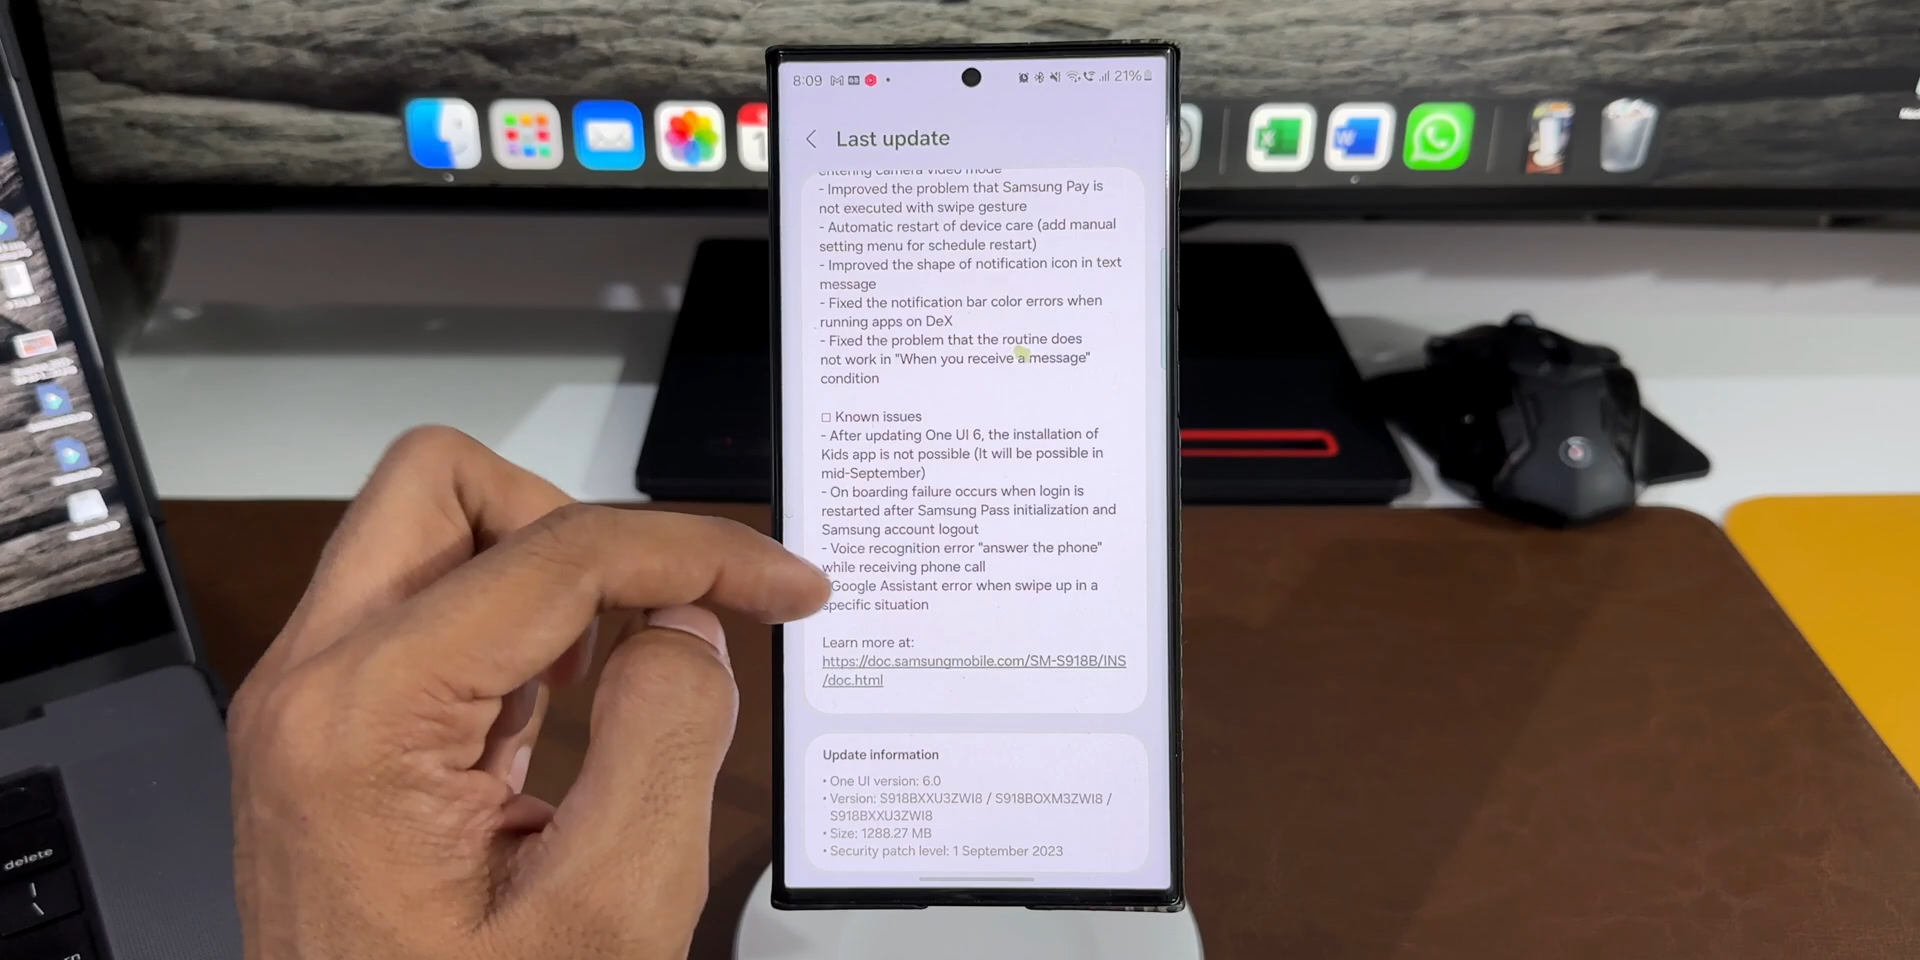 8:09
21%
Last update
entering camera video mode
- Improved the problem that Samsung Pay is
not executed with swipe gesture
- Automatic restart of device care (add manual
setting menu for schedule restart)
- Improved the shape of notification icon in text
message
- Fixed the notification bar color errors when
running apps on DeX
- Fixed the problem that the routine does
not work in "When you receive a message"
condition
□ Known issues
- After updating One UI 6, the installation of
Kids app is not possible (It will be possible in
mid-September)
- On boarding failure occurs when login is
restarted after Samsung Pass initialization and
Samsung account logout
- Voice recognition error "answer the phone"
while receiving phone call
Google Assistant error when swipe up in a
specific situation
Learn more at:
https://doc.samsungmobile.com/SM-S918B/INS
/doc.html
Update information
• One UI version: 6.0
• Version: S918BXXU3ZWI8 / S918BOXM3ZWI8 /
S918BXXU3ZWI8
• Size: 1288.27 MB
• Security patch level: 1 September 2023
delete